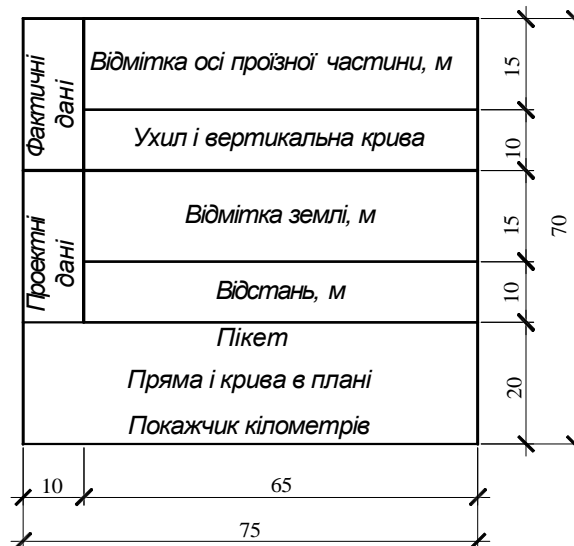 Фактичні
дані
Відмітка осі проїзної частини, м
15
Ухил і вертикальна крива
10
Проектні
дані
Відмітка землі, м
15
70
Відстань, м
10
Пікет
Пряма і крива в плані
20
Покажчик кілометрів
10
65
75